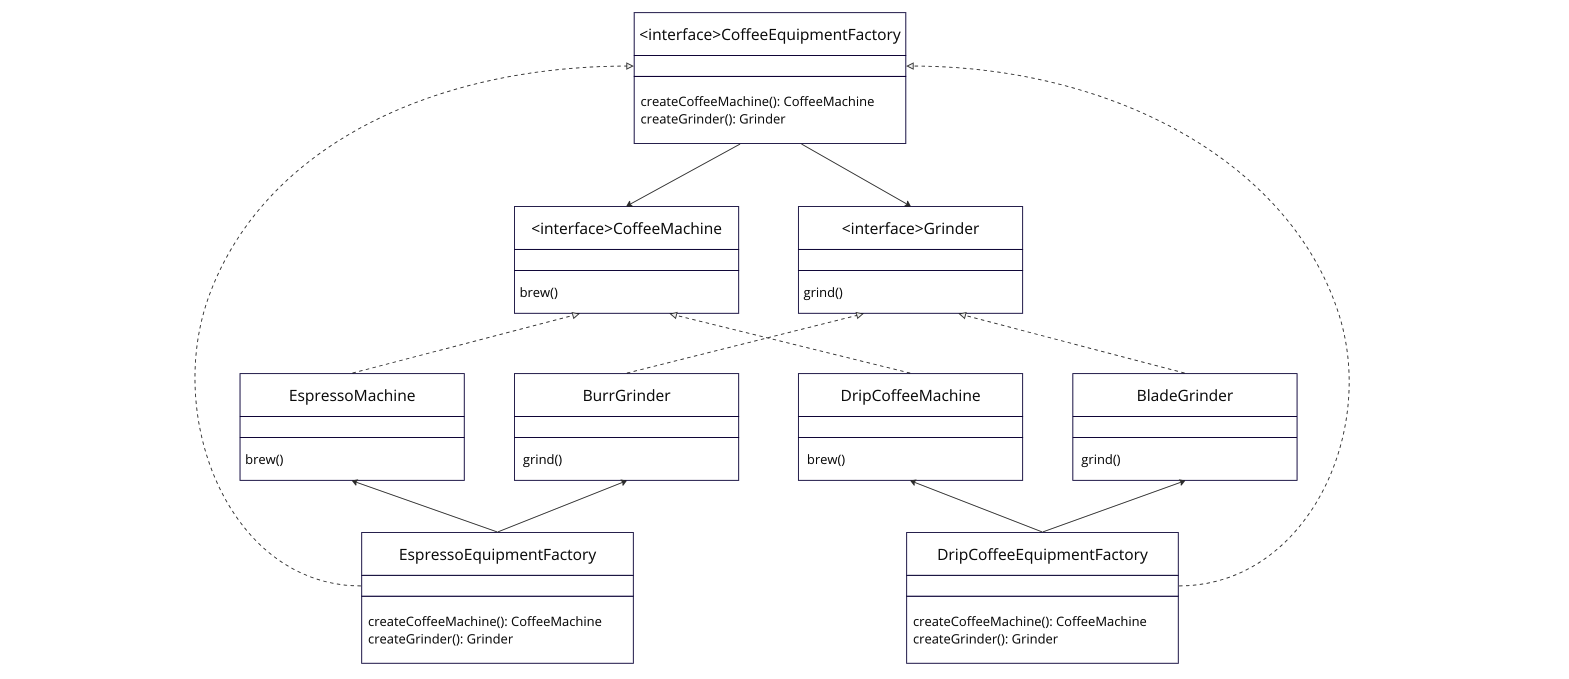 <interface>CoffeeEquipmentFactory
createCoffeeMachine(): CoffeeMachine
createGrinder(): Grinder
<interface>CoffeeMachine
brew()
<interface>Grinder
grind()
EspressoMachine
brew()
BurrGrinder
grind()
DripCoffeeMachine
brew()
BladeGrinder
grind()
EspressoEquipmentFactory
createCoffeeMachine(): CoffeeMachine
createGrinder(): Grinder
DripCoffeeEquipmentFactory
createCoffeeMachine(): CoffeeMachine
createGrinder(): Grinder